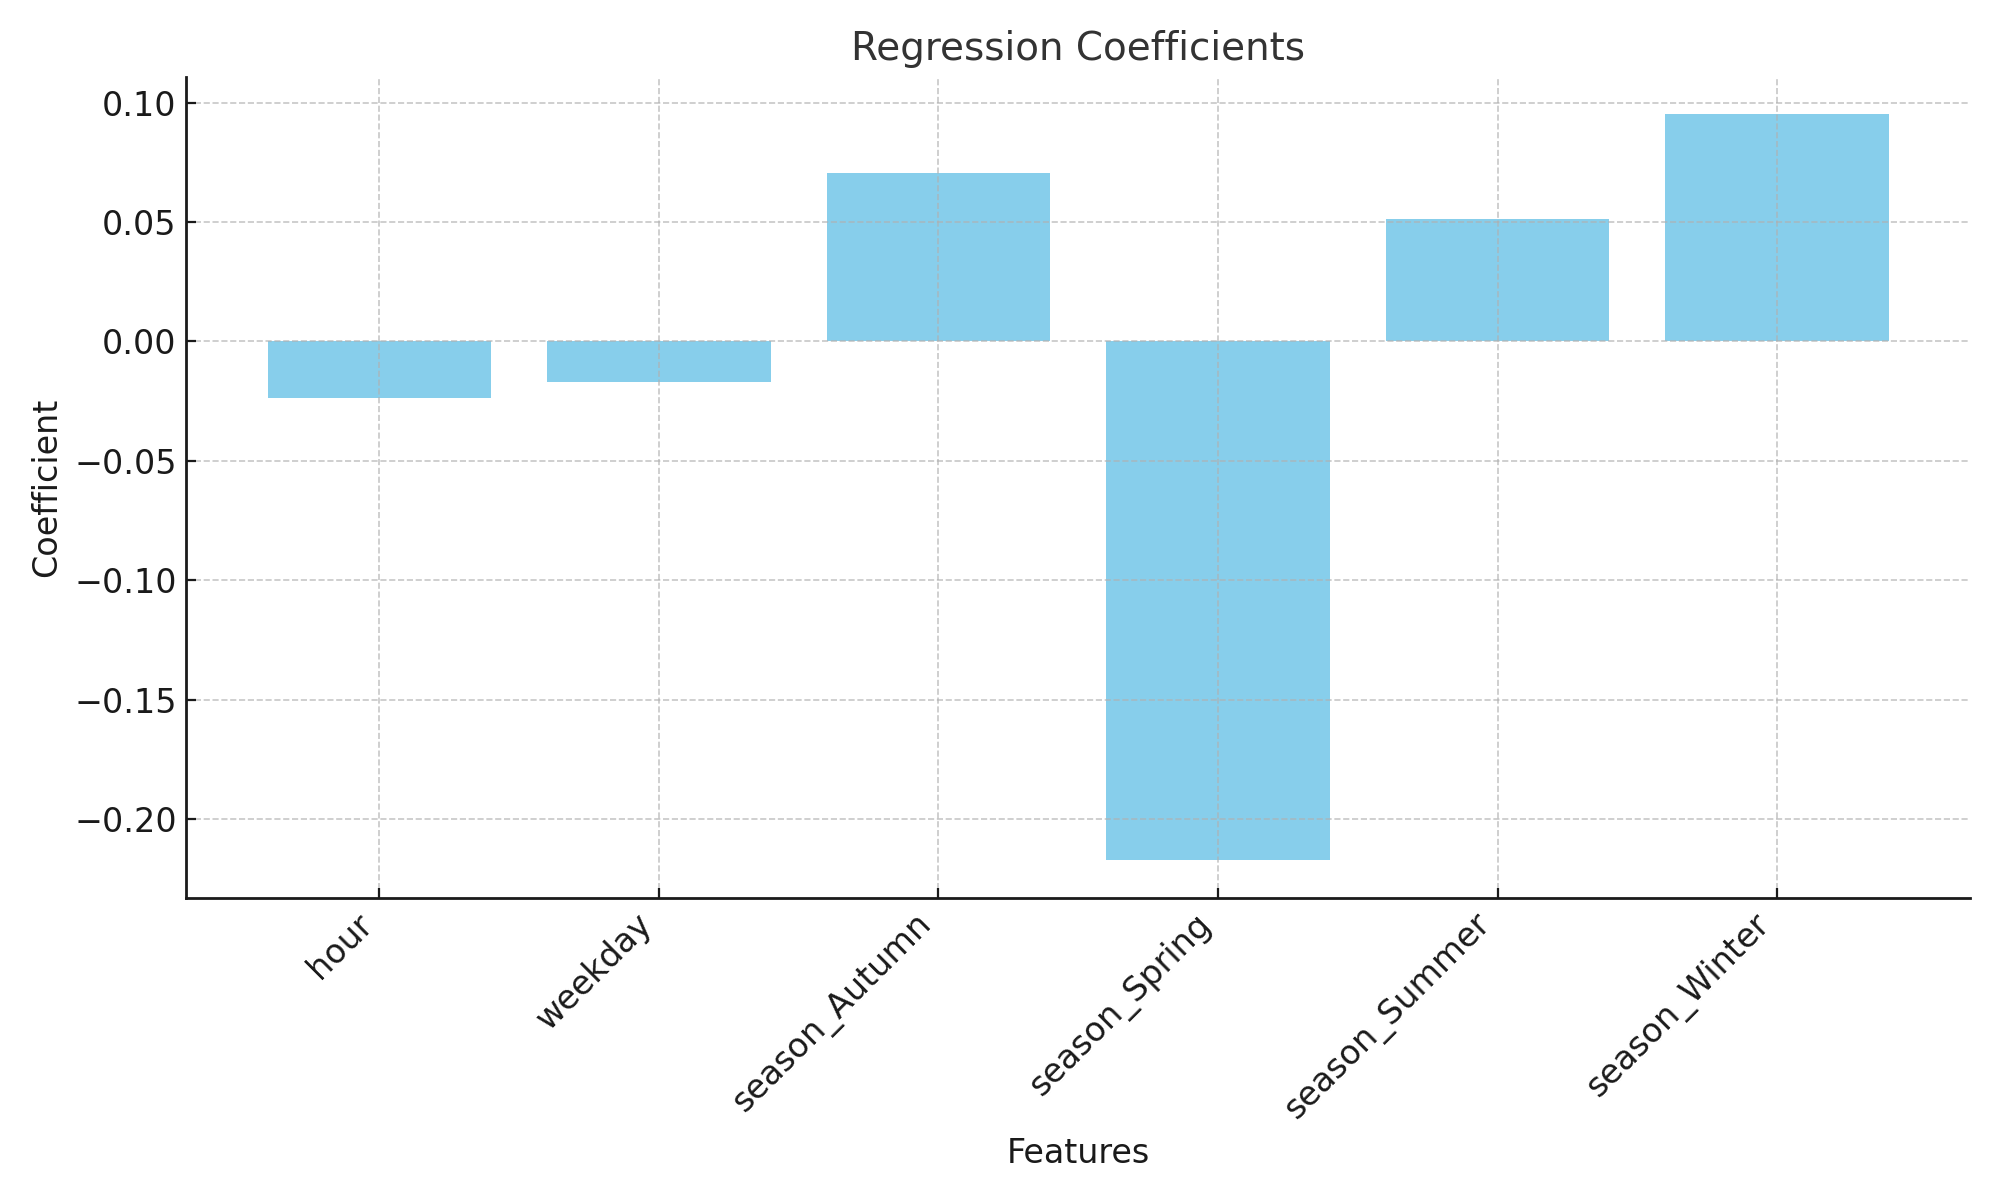 Regression Coefficients
0.10
0.05
0.00
−0.05
−0.10
−0.15
−0.20
Coefficient
hour
weekday
season_Autumn
season_Spring
season_Summer
season_Winter
Features